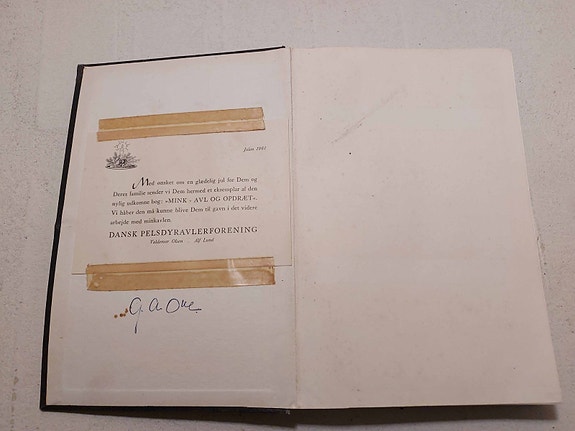 Julen 1961
Med ønsket om en glædelig jul for Dem og
Deres familie sender vi Dem hermed et eksemplar af den
nylig udkomne bog: »MINK - AVL OG OPDRÆT«.
Vi håber den må kunne blive Dem til gavn i det videre
arbejde med minkavlen.
DANSK PELSDYRAVLERFORENING
Valdemar Olsen Alf Lund